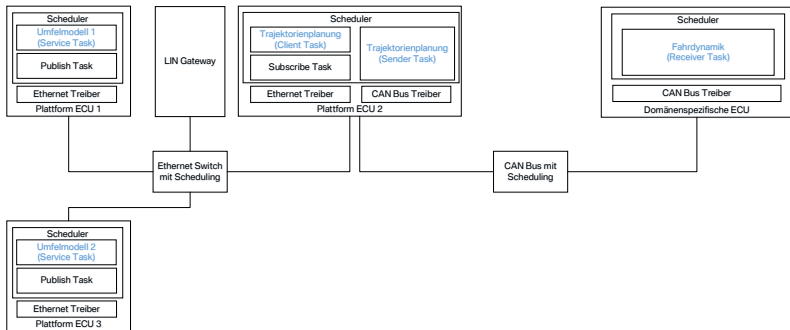 Scheduler
Umfelmodell 1
(Service Task)
Publish Task
Ethernet Treiber
Plattform ECU 1
LIN Gateway
Scheduler
Trajektorienplanung
(Client Task)
Subscribe Task
Trajektorienplanung
(Sender Task)
Ethernet Treiber
CAN Bus Treiber
Plattform ECU 2
Scheduler
Fahrdynamik
(Receiver Task)
CAN Bus Treiber
Domänenspezifische ECU
Ethernet Switch
mit Scheduling
CAN Bus mit
Scheduling
Scheduler
Umfelmodell 2
(Service Task)
Publish Task
Ethernet Treiber
Plattform ECU 3